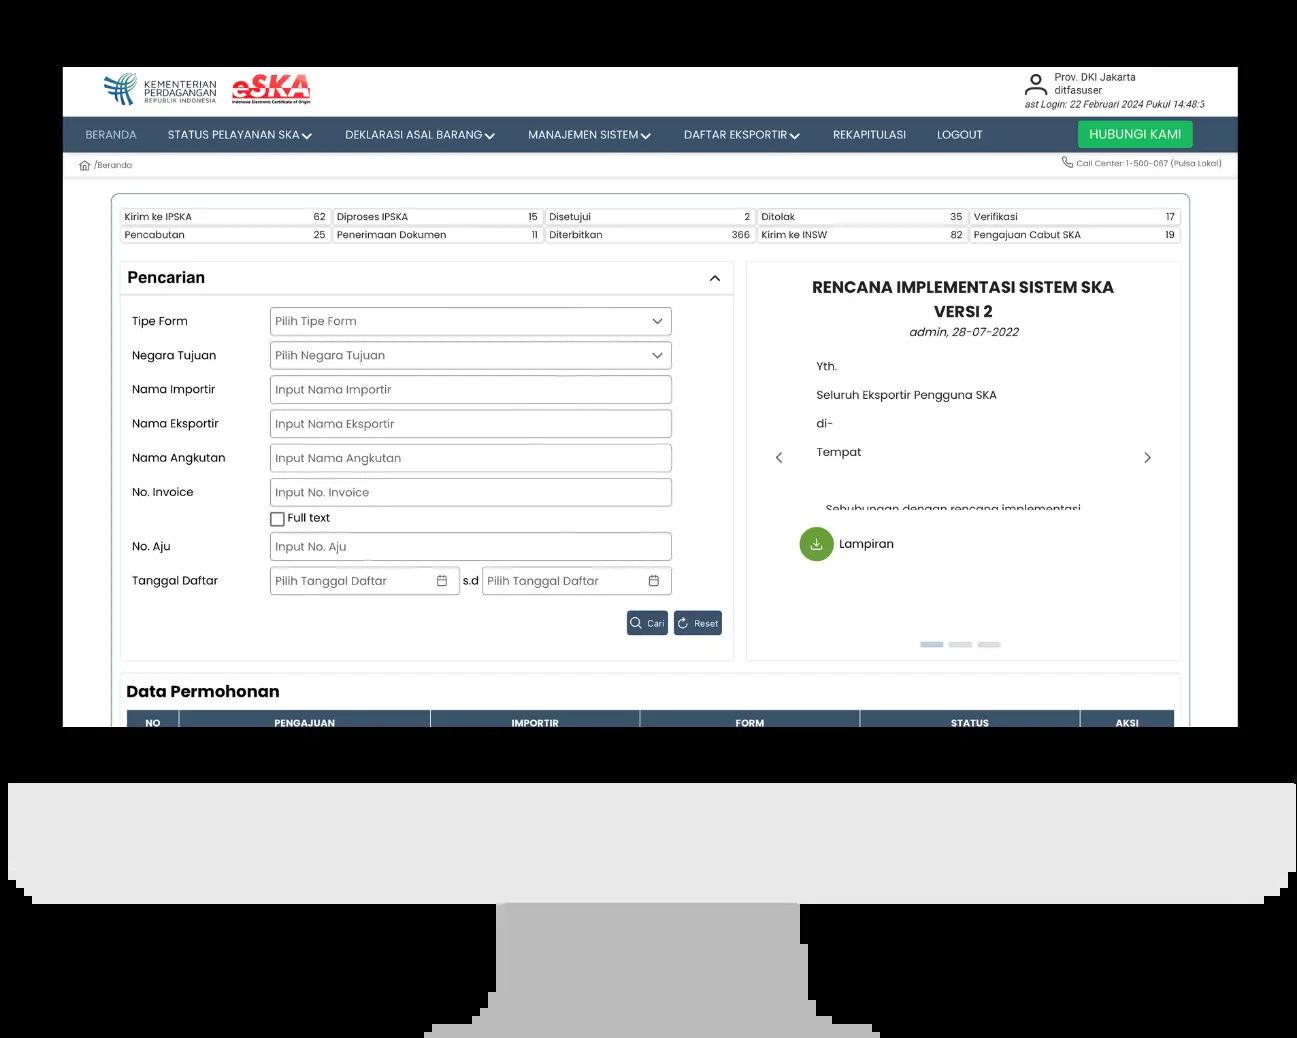 KEMENTERIAN
PERDAGANGAN
REPUBLIK INDONESIA
eSKA
Indonesia Electronic Certificate of Origin
Prov. DKI Jakarta
ditfasuser
ast Login: 22 Februari 2024 Pukul 14:48:3
BERANDA STATUS PELAYANAN SKA DEKLARASI ASAL BARANG MANAJEMEN SISTEM DAFTAR EKSPORTIR REKAPITULASI LOGOUT HUBUNGI KAMI
/Beranda
Call Center: 1-500-067 (Pulsa Lokal)
Kirim ke IPSKA 62 Diproses IPSKA 15 Disetujui 2 Ditolak 35 Verifikasi 17
Pencabutan 25 Penerimaan Dokumen 11 Diterbitkan 366 Kirim ke INSW 82 Pengajuan Cabut SKA 19
Pencarian
Tipe Form Pilih Tipe Form
Negara Tujuan Pilih Negara Tujuan
Nama Importir Input Nama Importir
Nama Eksportir Input Nama Eksportir
Nama Angkutan Input Nama Angkutan
No. Invoice Input No. Invoice
Full text
No. Aju Input No. Aju
Tanggal Daftar Pilih Tanggal Daftar s.d Pilih Tanggal Daftar
Cari Reset
RENCANA IMPLEMENTASI SISTEM SKA
VERSI 2
admin, 28-07-2022
Yth.
Seluruh Eksportir Pengguna SKA
di-
Tempat
Sehubungan dengan rencana implementasi
Lampiran
Data Permohonan
NO PENGAJUAN IMPORTIR FORM STATUS AKSI